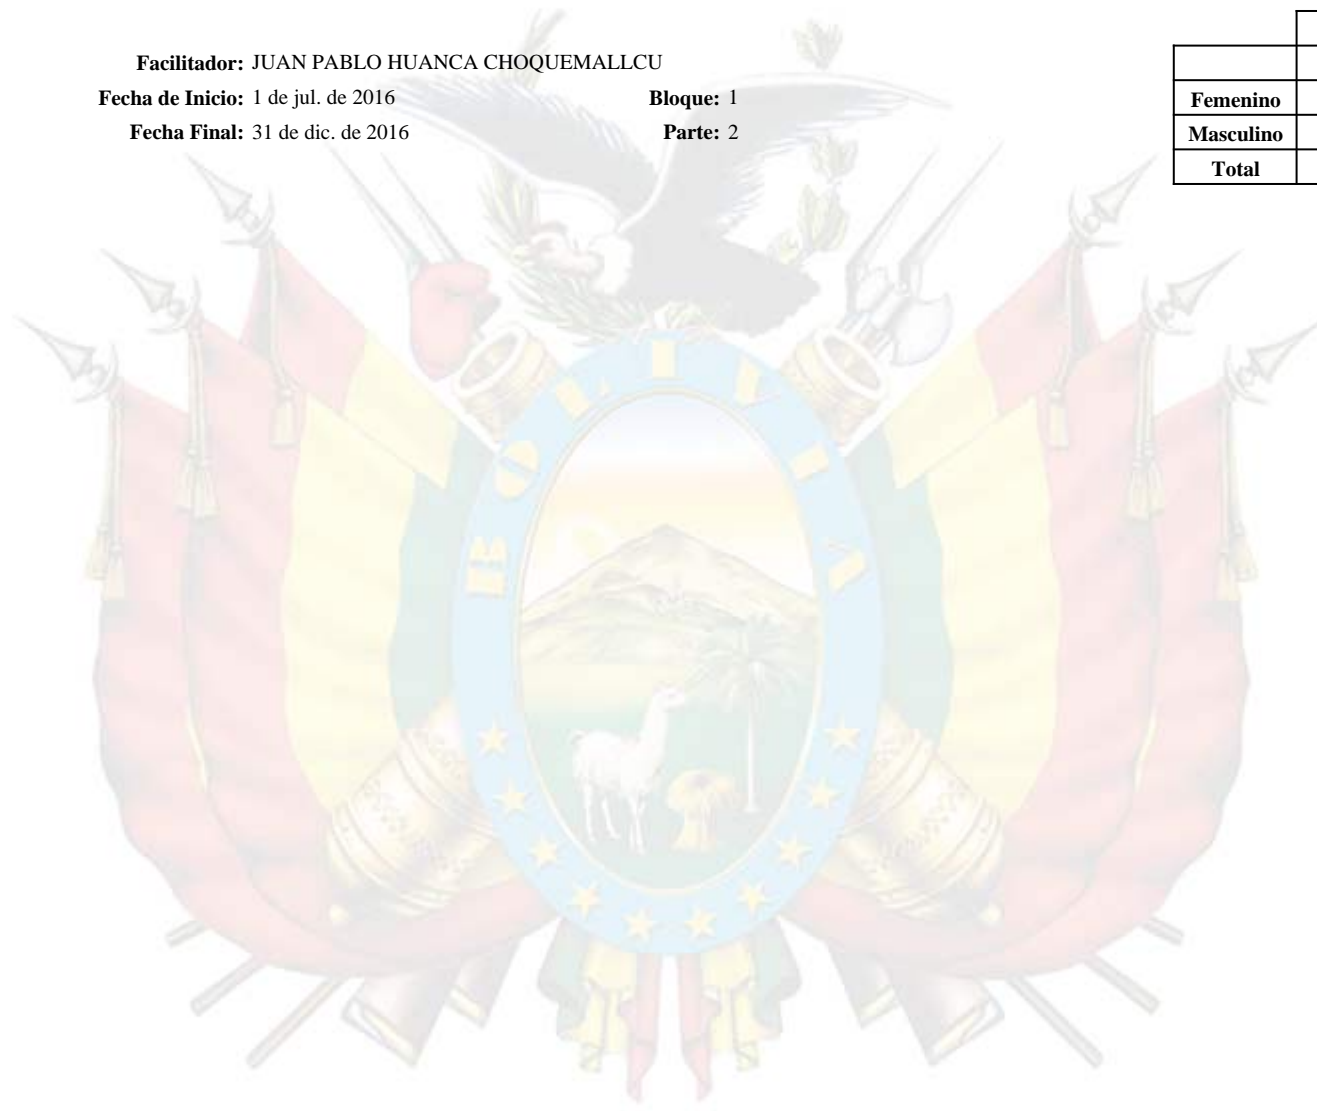 Facilitador: JUAN PABLO HUANCA CHOQUEMALLCU
Fecha de Inicio: 1 de jul. de 2016 Bloque: 1
Fecha Final: 31 de dic. de 2016 Parte: 2
Femenino
Masculino
Total
BOLIVIA